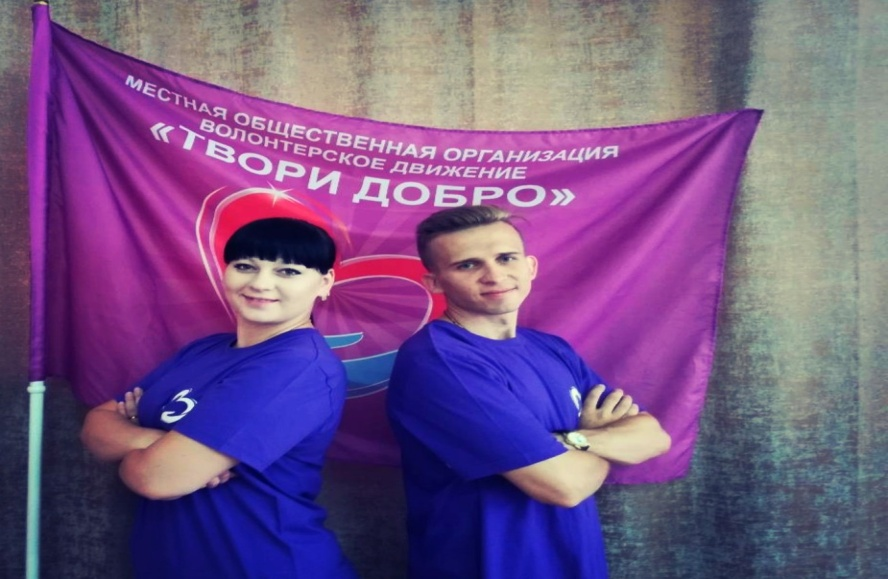 МЕСТНАЯ ОБЩЕСТВЕННАЯ ОРГАНИЗАЦИЯ
ВОЛОНТЕРСКОЕ ДВИЖЕНИЕ
«ТВОРИ ДОБРО»